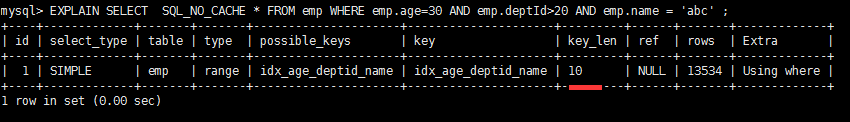 mysql> EXPLAIN SELECT  SQL_NO_CACHE * FROM emp WHERE emp.age=30 AND emp.deptId>20 AND emp.name = 'abc' ;
+----+-------------+-------+-------+---------------------+---------------------+---------+------+-------+-------------+
| id | select_type | table | type  | possible_keys       | key                 | key_len | ref  | rows  | Extra       |
+----+-------------+-------+-------+---------------------+---------------------+---------+------+-------+-------------+
|  1 | SIMPLE      | emp   | range | idx_age_deptid_name | idx_age_deptid_name | 10      | NULL | 13534 | Using where |
+----+-------------+-------+-------+---------------------+---------------------+---------+------+-------+-------------+
1 row in set (0.00 sec)